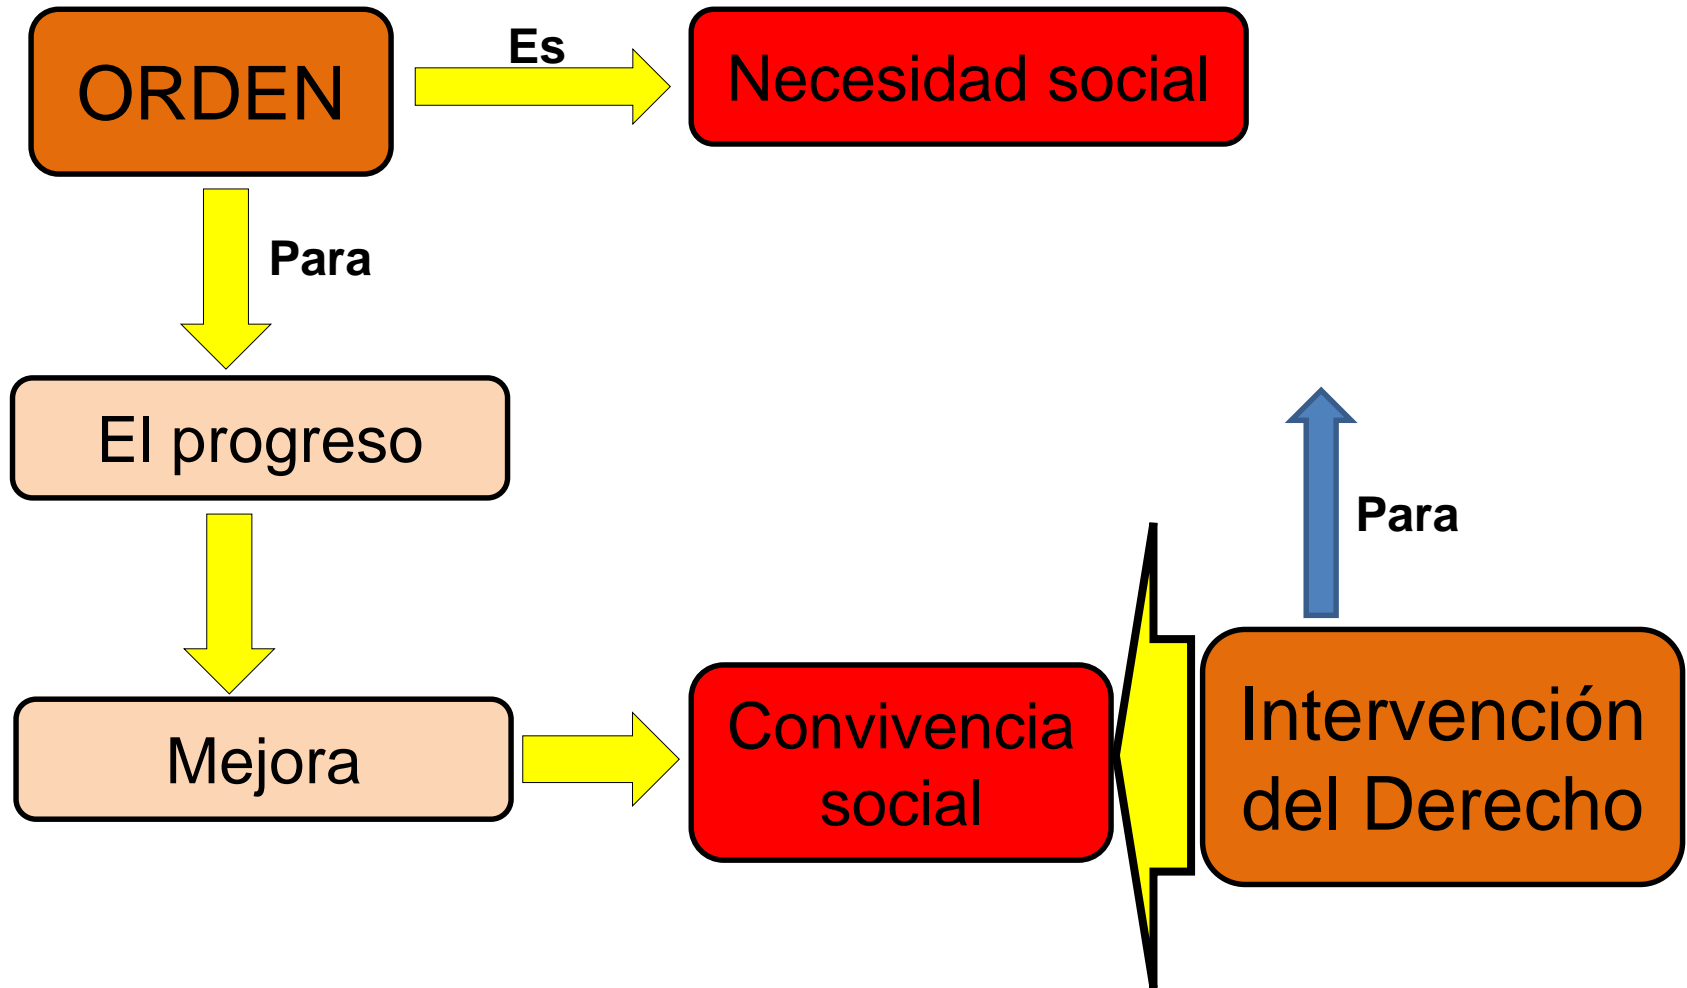 ORDEN
Es
Necesidad social
Para
El progreso
Para
Mejora
Convivencia
social
Intervención
del Derecho